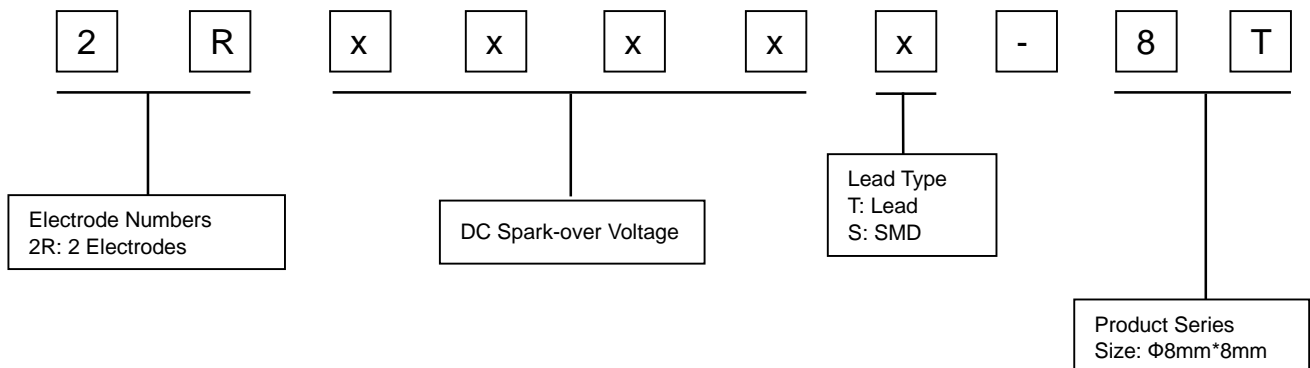 2 R x x x x x - 8 T
Electrode Numbers
2R: 2 Electrodes
DC Spark-over Voltage
Lead Type
T: Lead
S: SMD
Product Series
Size: Φ8mm*8mm